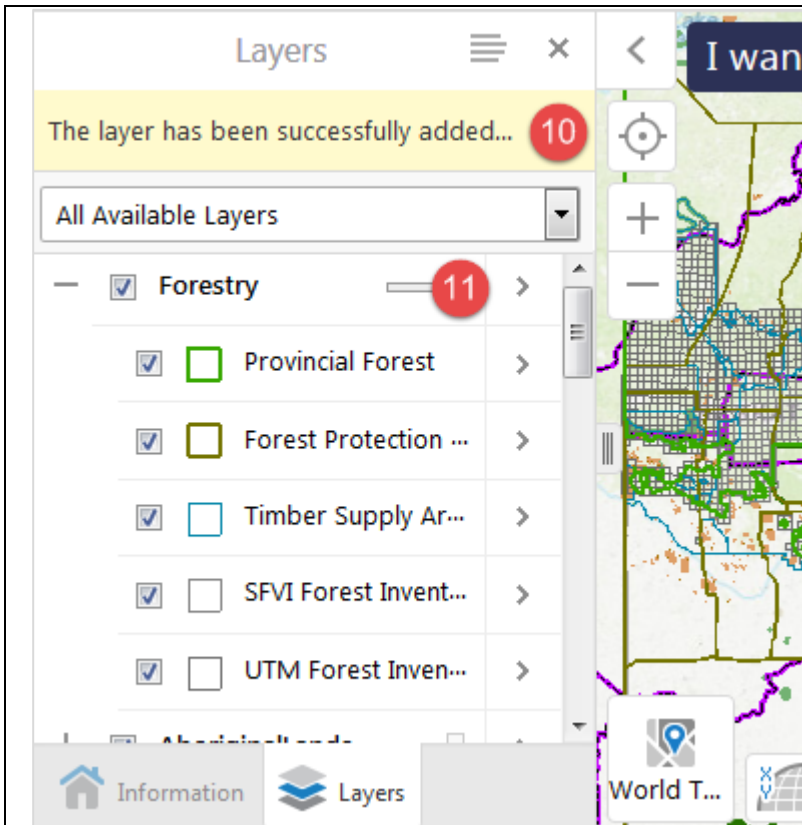 Layers
I wan
The layer has been successfully added... 10
All Available Layers
Forestry 11
Provincial Forest
Forest Protection ...
Timber Supply Ar...
SFVI Forest Invent...
UTM Forest Inven...
AboriginalLands
World T...
X
Y
Information
Layers